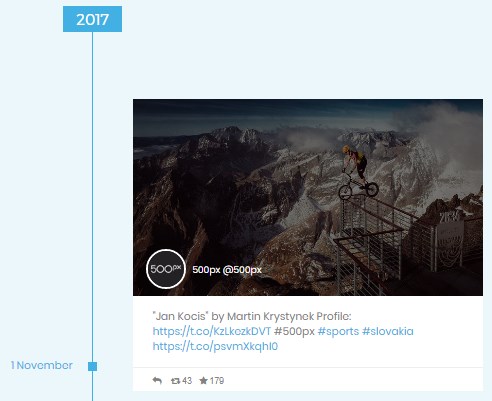 2017
500px
500px @500px
"Jan Kocis" by Martin Krystynek Profile:
https://t.co/KzLkezkDVT #500px #sports #slovakia
https://t.co/psvmXkqhI0
1 November
43 179